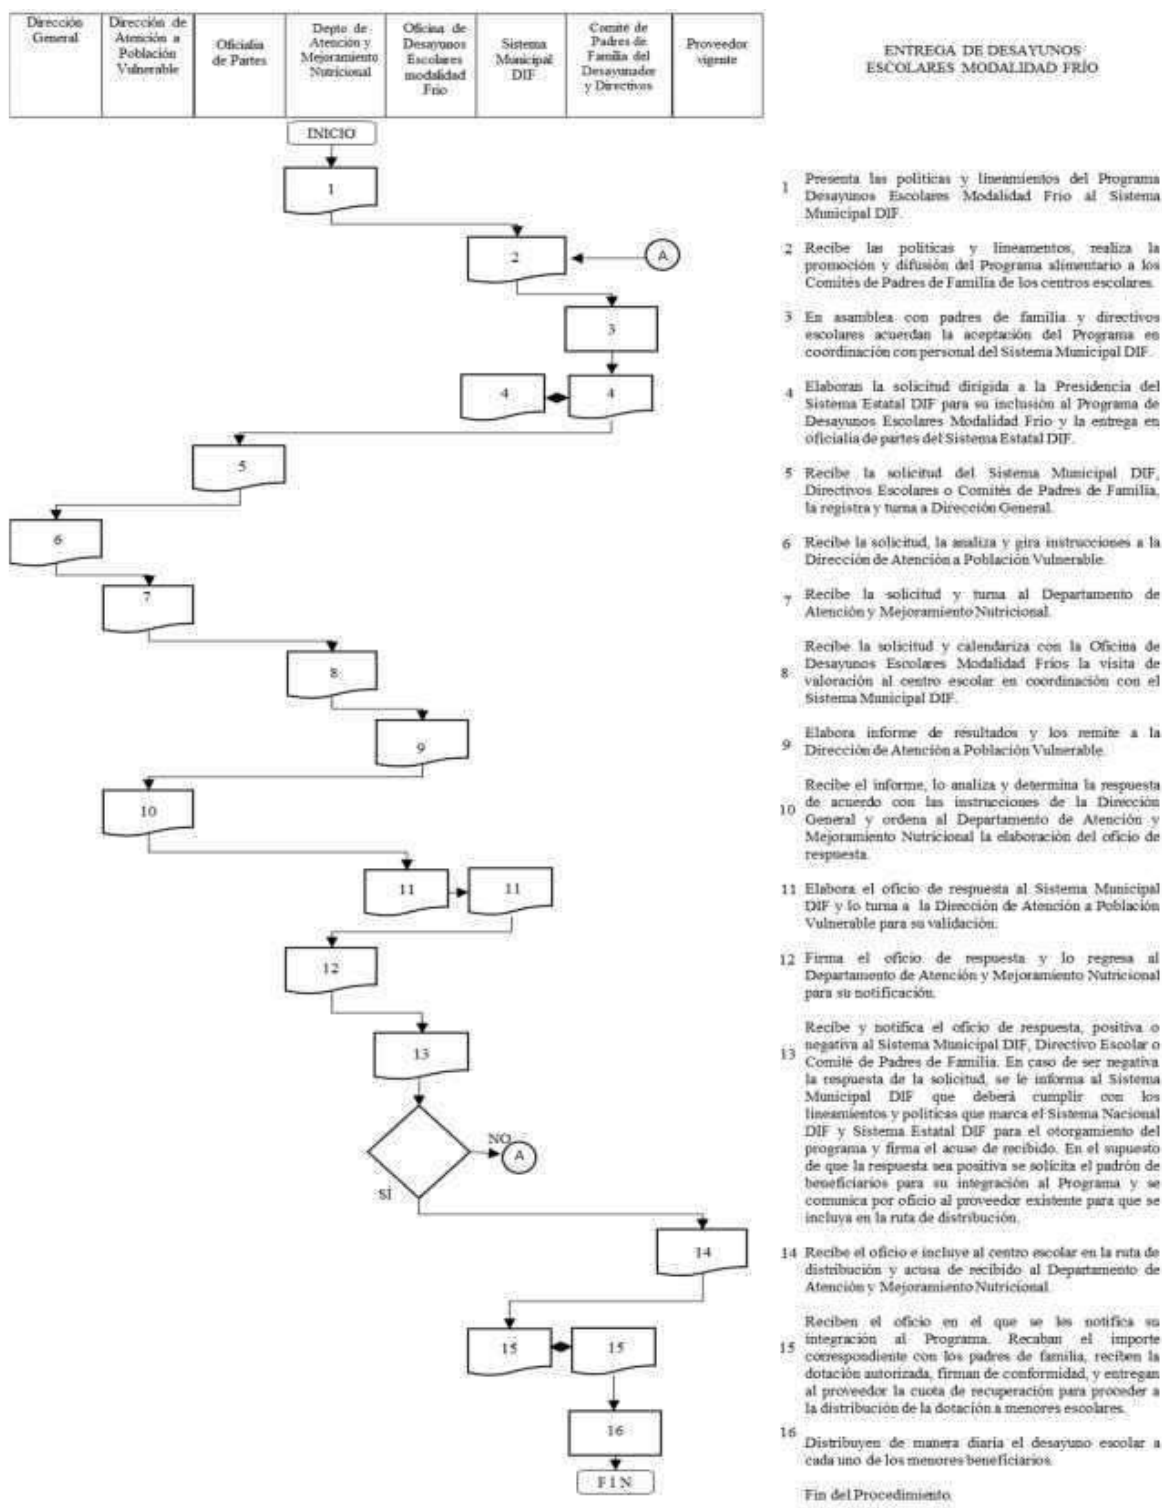 Dirección
General
Dirección de
Atención a
Población
Vulnerable
Oficialia
de Partes
Depto de
Atención y
Mejoramiento
Nutricional
Oficina de
Desayunos
Escolares
modalidad
Frio
Sistema
Municipal
DIF
Comité de
Padres de
Familia del
Desayunador
y Directivos
Proveedor
vigente
ENTREGA DE DESAYUNOS
ESCOLARES MODALIDAD FRÍO
INICIO
1
2
A
3
4
4
5
6
7
8
9
10
11
11
12
13
NO
A
SÍ
14
15
15
16
F I N
1 Presenta las politicas y lineamientos del Programa
Desayunos Escolares Modalidad Frio al Sistema
Municipal DIF.
2 Recibe las politicas y lineamentos, realiza la
promoción y difusión del Programa alimentario a los
Comités de Padres de Familia de los centros escolares.
3 En asamblea con padres de familia y directivos
escolares acuerdan la aceptación del Programa en
coordinación con personal del Sistema Municipal DIF.
4 Elaboran la solicitud dirigida a la Presidencia del
Sistema Estatal DIF para su inclusión al Programa de
Desayunos Escolares Modalidad Frio y la entrega en
oficialia de partes del Sistema Estatal DIF.
5 Recibe la solicitud del Sistema Municipal DIF,
Directivos Escolares o Comités de Padres de Familia,
la registra y turna a Dirección General.
6 Recibe la solicitud, la analiza y gira instrucciones a la
Dirección de Atención a Población Vulnerable.
7 Recibe la solicitud y turna al Departamento de
Atención y Mejoramiento Nutricional.
8 Recibe la solicitud y calendariza con la Oficina de
Desayunos Escolares Modalidad Fríos la visita de
valoración al centro escolar en coordinación con el
Sistema Municipal DIF.
9 Elabora informe de resultados y los remite a la
Dirección de Atención a Población Vulnerable.
10 Recibe el informe, lo analiza y determina la respuesta
de acuerdo con las instrucciones de la Dirección
General y ordena al Departamento de Atención y
Mejoramiento Nutricional la elaboración del oficio de
respuesta.
11 Elabora el oficio de respuesta al Sistema Municipal
DIF y lo turna a la Dirección de Atención a Población
Vulnerable para su validación.
12 Firma el oficio de respuesta y lo regresa al
Departamento de Atención y Mejoramiento Nutricional
para su notificación.
13 Recibe y notifica el oficio de respuesta, positiva o
negativa al Sistema Municipal DIF, Directivo Escolar o
Comité de Padres de Familia. En caso de ser negativa
la respuesta de la solicitud, se le informa al Sistema
Municipal DIF que deberá cumplir con los
lineamientos y politicas que marca el Sistema Nacional
DIF y Sistema Estatal DIF para el otorgamiento del
programa y firma el acuse de recibido. En el supuesto
de que la respuesta sea positiva se solicita el padrón de
beneficiarios para su integración al Programa y se
comunica por oficio al proveedor existente para que se
incluya en la ruta de distribución.
14 Recibe el oficio e incluye al centro escolar en la ruta de
distribución y acusa de recibido al Departamento de
Atención y Mejoramiento Nutricional.
15 Reciben el oficio en el que se les notifica su
integración al Programa. Recaban el importe
correspondiente con los padres de familia, reciben la
dotación autorizada, firman de conformidad, y entregan
al proveedor la cuota de recuperación para proceder a
la distribución de la dotación a menores escolares.
16 Distribuyen de manera diaria el desayuno escolar a
cada uno de los menores beneficiarios.
Fin del Procedimiento.